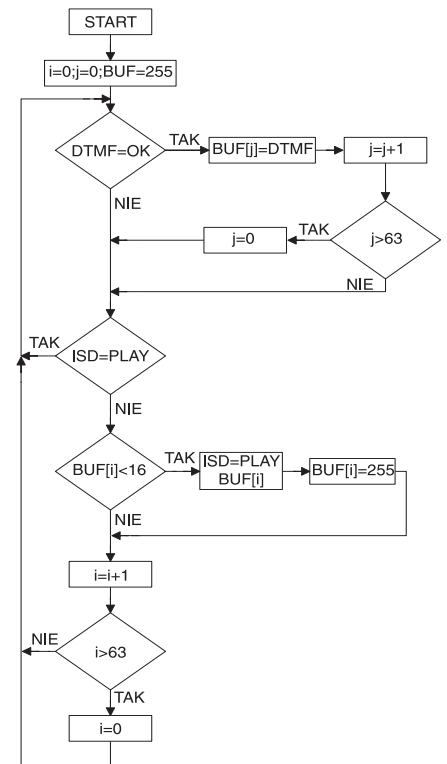 START
i=0;j=0;BUF=255
DTMF=OK
TAK
BUF[j]=DTMF
j=j+1
NIE
j>63
TAK
j=0
NIE
ISD=PLAY
TAK
NIE
BUF[i]<16
TAK
ISD=PLAY
BUF[i]
BUF[i]=255
NIE
i=i+1
i>63
NIE
TAK
i=0